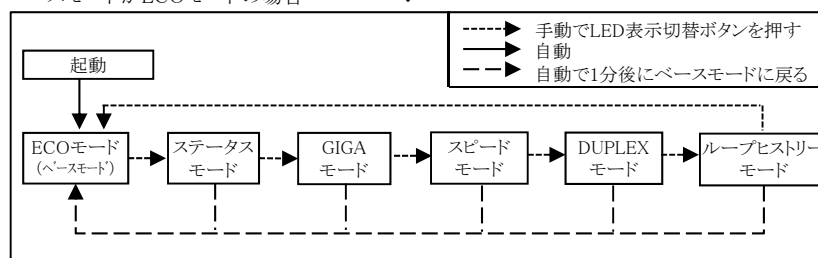 手動でLED表示切替ボタンを押す
自動
自動で1分後にベースモードに戻る
起動
ECOモード
(ベースモード)
ステータス
モード
GIGA
モード
スピード
モード
DUPLEX
モード
ループヒストリー
モード